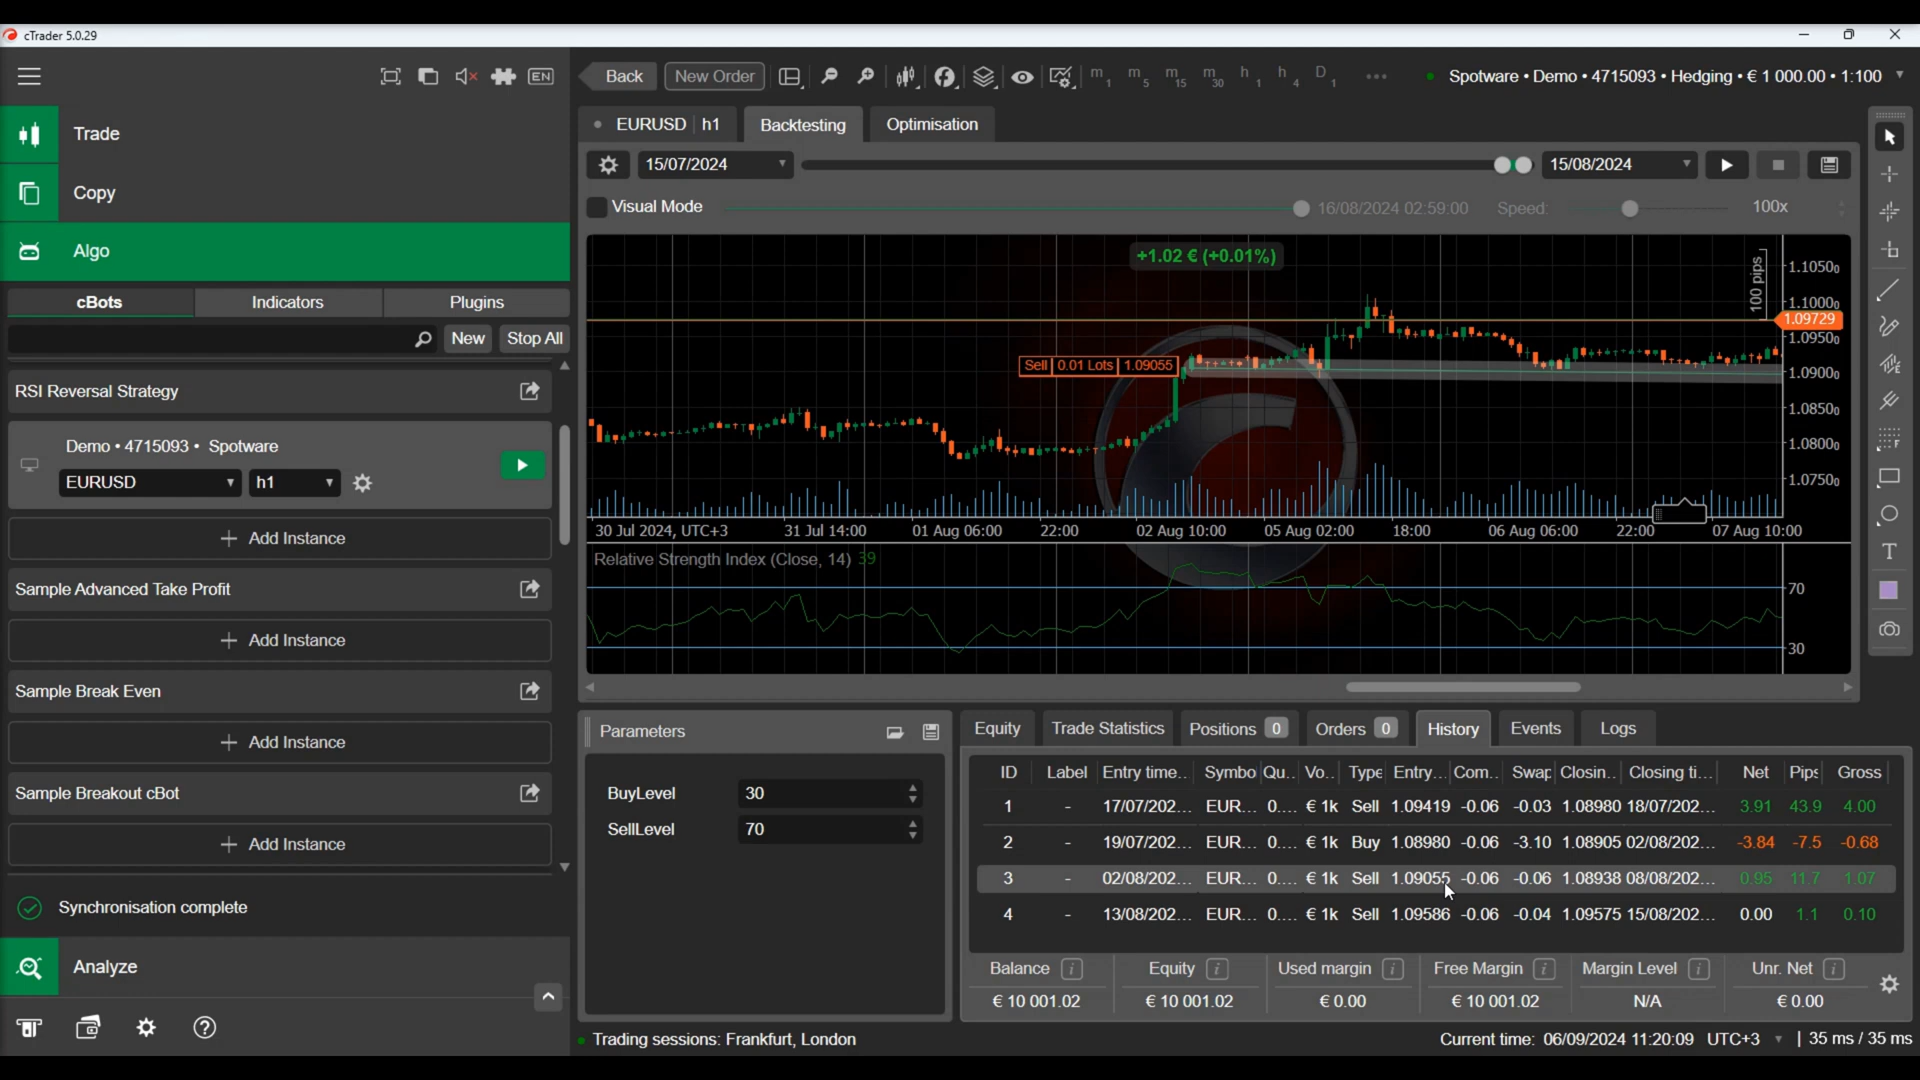 cTrader 5.0.29
EN
Back
New Order
m 1
m 5
m 15
m 30
h 1
h 4
D 1
Spotware • Demo • 4715093 • Hedging • € 1 000.00 • 1:100
Trade
Copy
Algo
cBots
Indicators
Plugins
New
Stop All
RSI Reversal Strategy
Demo • 4715093 • Spotware
EURUSD
h1
Add Instance
Sample Advanced Take Profit
Add Instance
Sample Break Even
Add Instance
Sample Breakout cBot
Add Instance
Synchronisation complete
Analyze
EURUSD h1
Backtesting
Optimisation
15/07/2024
15/08/2024
Visual Mode
16/08/2024 02:59:00
Speed:
100x
+1.02 € (+0.01%)
100 pips
1.10500
1.10000
1.09729
1.09500
1.09000
1.08500
1.08000
1.07500
Sell 0.01 Lots 1.09055
30 Jul 2024, UTC+3 31 Jul 14:00 01 Aug 06:00 22:00 02 Aug 10:00 05 Aug 02:00 18:00 06 Aug 06:00 22:00 07 Aug 10:00
Relative Strength Index (Close, 14) 39
70
30
Parameters
BuyLevel 30
SellLevel 70
Equity
Trade Statistics
Positions 0
Orders 0
History
Events
Logs
ID Label Entry time... Symbo Qu... Vo... Type Entry... Com... Swap Closin... Closing ti... Net Pips Gross
1 - 17/07/202... EUR... 0.... € 1k Sell 1.09419 -0.06 -0.03 1.08980 18/07/202... 3.91 43.9 4.00
2 - 19/07/202... EUR... 0.... € 1k Buy 1.08980 -0.06 -3.10 1.08905 02/08/202... -3.84 -7.5 -0.68
3 - 02/08/202... EUR... 0.... € 1k Sell 1.09055 -0.06 -0.06 1.08938 08/08/202... 0.95 11.7 1.07
4 - 13/08/202... EUR... 0.... € 1k Sell 1.09586 -0.06 -0.04 1.09575 15/08/202... 0.00 1.1 0.10
Balance i Equity i Used margin i Free Margin i Margin Level i Unr. Net i
€ 10 001.02 € 10 001.02 € 0.00 € 10 001.02 N/A € 0.00
Trading sessions: Frankfurt, London
Current time: 06/09/2024 11:20:09 UTC+3 | 35 ms / 35 ms